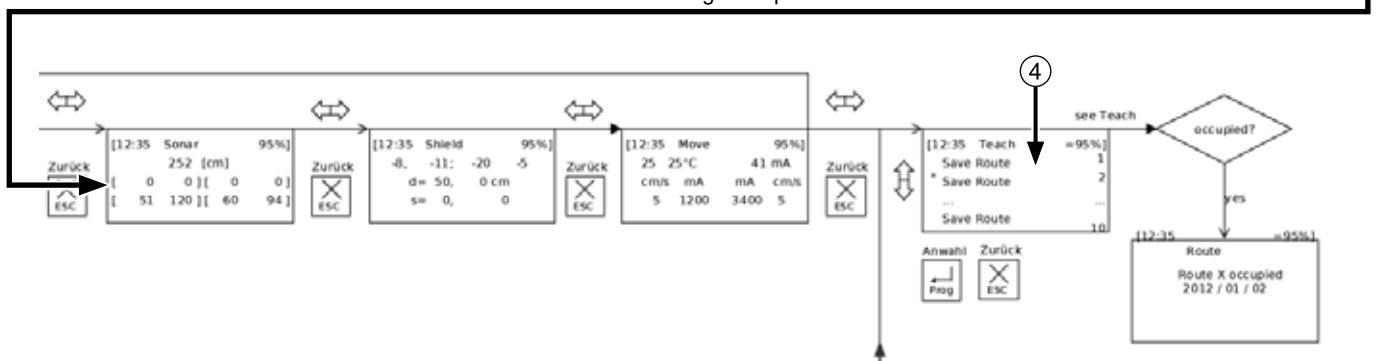 4
see Teach
occupied?
Zurück
ESC
[12:35 Sonar 95%]
252 [cm]
[ 0 0 ] [ 0 0 ]
[ 51 120 ] [ 60 94 ]
Zurück
ESC
[12:35 Shield 95%]
-8, -11; -20 -5
d= 50, 0 cm
s= 0, 0
Zurück
ESC
[12:35 Move 95%]
25 25°C 41 mA
cm/s mA mA cm/s
5 1200 3400 5
Zurück
ESC
[12:35 Teach =95%]
Save Route 1
* Save Route 2
... ...
Save Route 10
yes
Anwahl Zurück
Prog ESC
[12:35 =95%]
Route
Route X occupied
2012 / 01 / 02